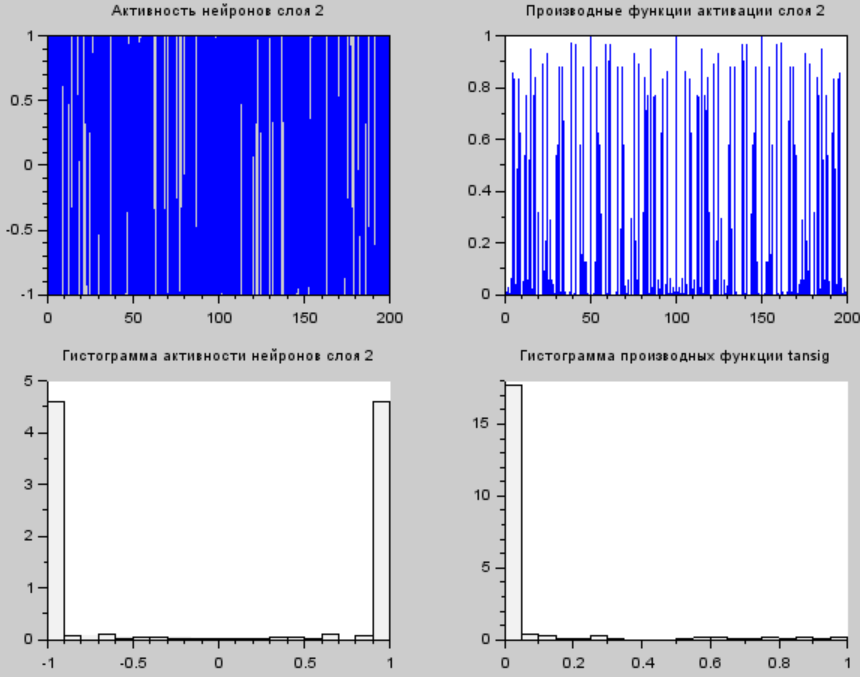 Активность нейронов слоя 2
Производные функции активации слоя 2
1
0.5
0
-0.5
-1
0 50 100 150 200
1
0.8
0.6
0.4
0.2
0
0 50 100 150 200
Гистограмма активности нейронов слоя 2
Гистограмма производных функции tansig
5
4
3
2
1
0
-1 -0.5 0 0.5 1
15
10
5
0
0 0.2 0.4 0.6 0.8 1